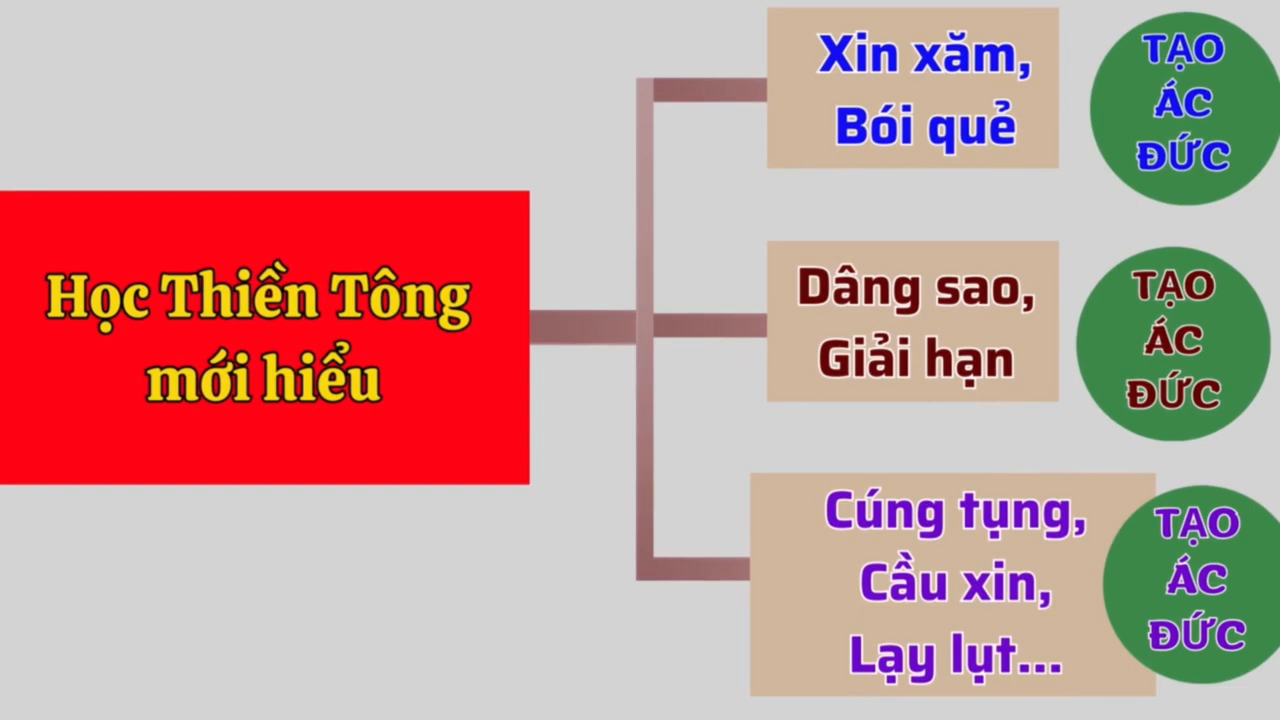 Học Thiền Tông
mới hiểu
Xin xăm,
Bói quẻ
TẠO
ÁC
ĐỨC
Dâng sao,
Giải hạn
TẠO
ÁC
ĐỨC
Cúng tụng,
Cầu xin,
Lạy lụt...
TẠO
ÁC
ĐỨC